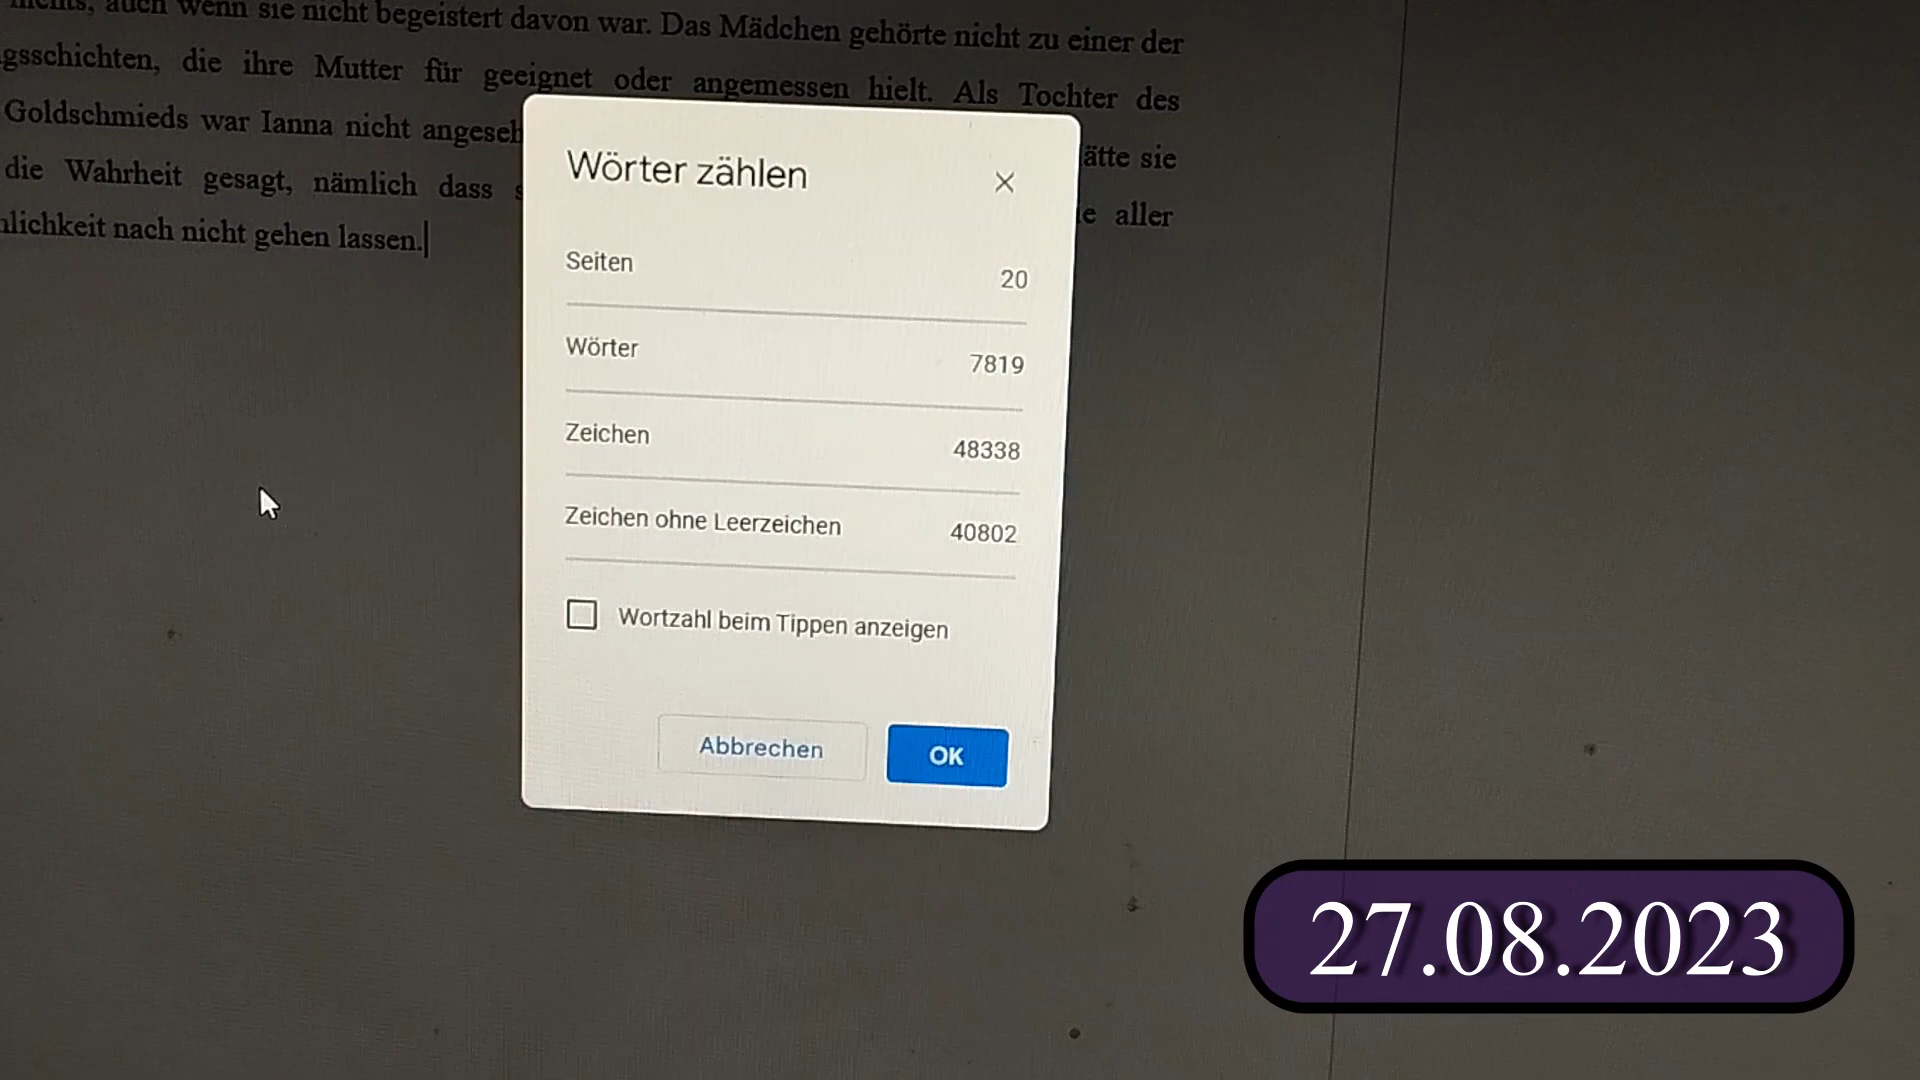 auch wenn sie nicht begeistert davon war. Das Mädchen gehörte nicht zu einer der
gsschichten, die ihre Mutter für geeignet oder angemessen hielt. Als Tochter des
Goldschmieds war Ianna nicht angeseh ätte sie
die Wahrheit gesagt, nämlich dass s e aller
nlichkeit nach nicht gehen lassen.
Wörter zählen
Seiten 20
Wörter 7819
Zeichen 48338
Zeichen ohne Leerzeichen 40802
Wortzahl beim Tippen anzeigen
Abbrechen OK
27.08.2023